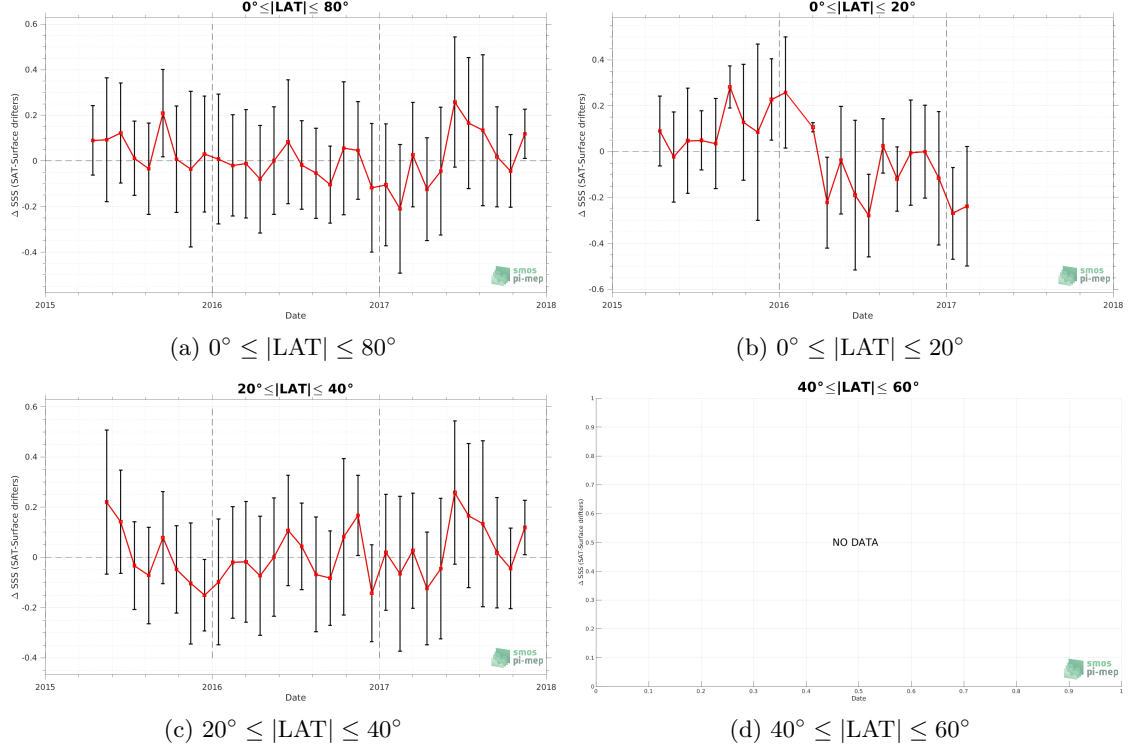 0°≤|LAT|≤ 80°
0.6
0.4
0.2
0
-0.2
-0.4
Δ SSS (SAT-Surface drifters)
2015
2016
2017
2018
Date
smos
pi-mep
(a) 0° ≤ |LAT| ≤ 80°
0°≤|LAT|≤ 20°
0.4
0.2
0
-0.2
-0.4
-0.6
Δ SSS (SAT-Surface drifters)
2015
2016
2017
2018
Date
smos
pi-mep
(b) 0° ≤ |LAT| ≤ 20°
20°≤|LAT|≤ 40°
0.6
0.4
0.2
0
-0.2
-0.4
Δ SSS (SAT-Surface drifters)
2015
2016
2017
2018
Date
smos
pi-mep
(c) 20° ≤ |LAT| ≤ 40°
40°≤|LAT|≤ 60°
1
0.9
0.8
0.7
0.6
0.5
0.4
0.3
0.2
0.1
0
Δ SSS (SAT-Surface drifters)
NO DATA
0 0.1 0.2 0.3 0.4 0.5 0.6 0.7 0.8 0.9 1
Date
smos
pi-mep
(d) 40° ≤ |LAT| ≤ 60°